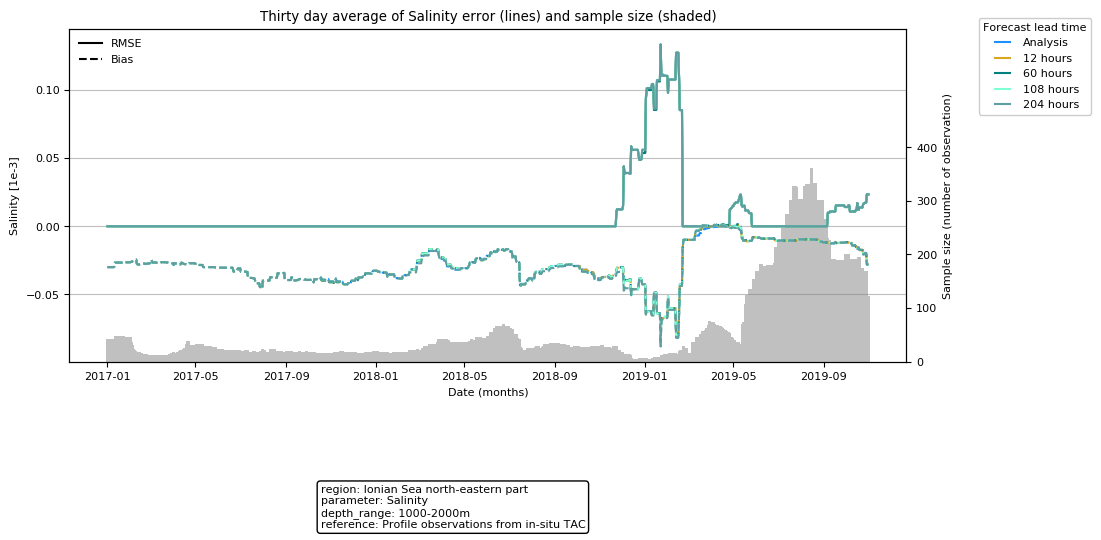 Thirty day average of Salinity error (lines) and sample size (shaded)
RMSE
Bias
Forecast lead time
Analysis
12 hours
60 hours
108 hours
204 hours
Salinity [1e-3]
0.10
0.05
0.00
−0.05
Sample size (number of observation)
400
300
200
100
0
2017-01
2017-05
2017-09
2018-01
2018-05
2018-09
2019-01
2019-05
2019-09
Date (months)
region: Ionian Sea north-eastern part
parameter: Salinity
depth_range: 1000-2000m
reference: Profile observations from in-situ TAC